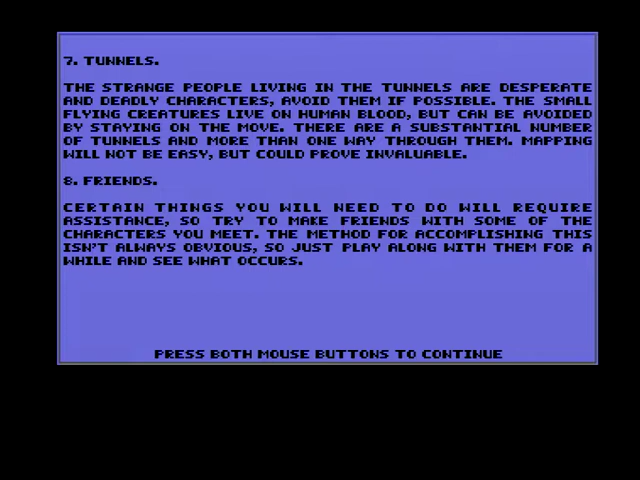 7. TUNNELS.
THE STRANGE PEOPLE LIVING IN THE TUNNELS ARE DESPERATE
AND DEADLY CHARACTERS, AVOID THEM IF POSSIBLE. THE SMALL
FLYING CREATURES LIVE ON HUMAN BLOOD, BUT CAN BE AVOIDED
BY STAYING ON THE MOVE. THERE ARE A SUBSTANTIAL NUMBER
OF TUNNELS AND MORE THAN ONE WAY THROUGH THEM. MAPPING
WILL NOT BE EASY, BUT COULD PROVE INVALUABLE.
8. FRIENDS.
CERTAIN THINGS YOU WILL NEED TO DO WILL REQUIRE
ASSISTANCE, SO TRY TO MAKE FRIENDS WITH SOME OF THE
CHARACTERS YOU MEET. THE METHOD FOR ACCOMPLISHING THIS
ISN'T ALWAYS OBVIOUS, SO JUST PLAY ALONG WITH THEM FOR A
WHILE AND SEE WHAT OCCURS.
PRESS BOTH MOUSE BUTTONS TO CONTINUE